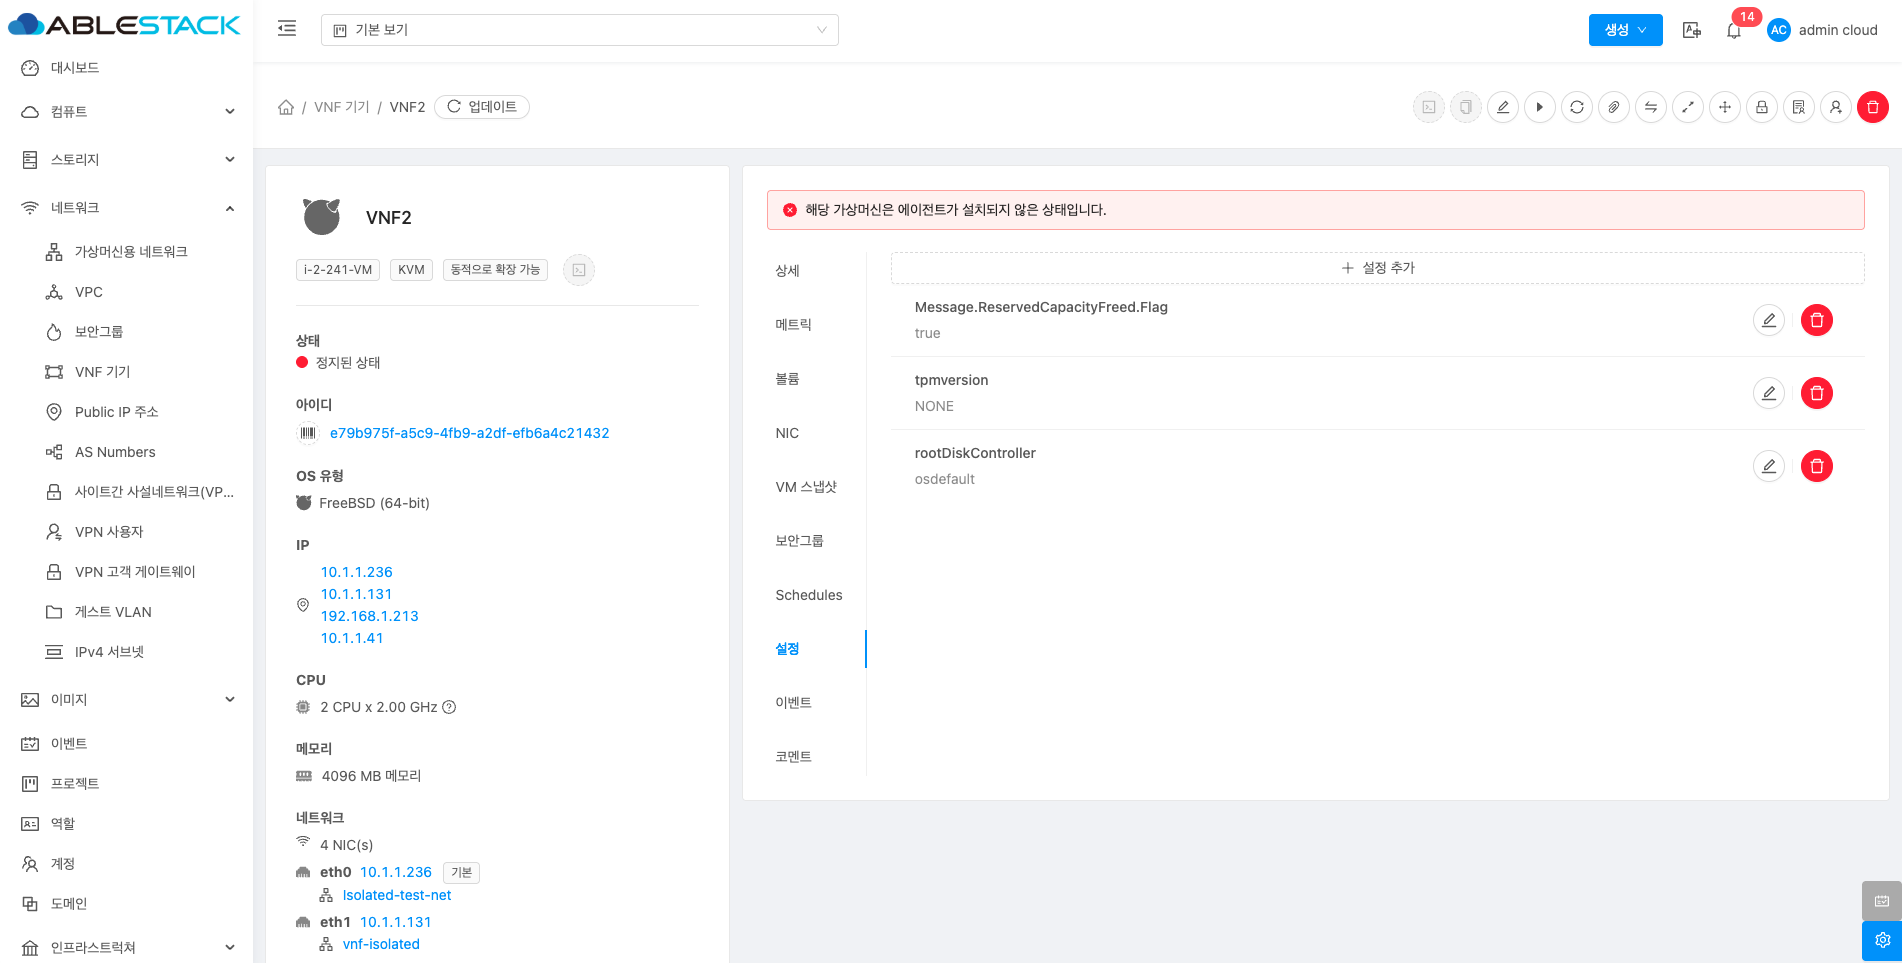 ABLESTACK
기본 보기
생성
14
AC
admin cloud
대시보드
컴퓨트
스토리지
네트워크
가상머신용 네트워크
VPC
보안그룹
VNF 기기
Public IP 주소
AS Numbers
사이트간 사설네트워크(VP...
VPN 사용자
VPN 고객 게이트웨이
게스트 VLAN
IPv4 서브넷
이미지
이벤트
프로젝트
역할
계정
도메인
인프라스트럭쳐
/ VNF 기기 / VNF2
업데이트
VNF2
i-2-241-VM
KVM
동적으로 확장 가능
상태
정지된 상태
아이디
e79b975f-a5c9-4fb9-a2df-efb6a4c21432
OS 유형
FreeBSD (64-bit)
IP
10.1.1.236
10.1.1.131
192.168.1.213
10.1.1.41
CPU
2 CPU x 2.00 GHz
메모리
4096 MB 메모리
네트워크
4 NIC(s)
eth0 10.1.1.236 기본
Isolated-test-net
eth1 10.1.1.131
vnf-isolated
해당 가상머신은 에이전트가 설치되지 않은 상태입니다.
상세
메트릭
볼륨
NIC
VM 스냅샷
보안그룹
Schedules
설정
이벤트
코멘트
설정 추가
Message.ReservedCapacityFreed.Flag
true
tpmversion
NONE
rootDiskController
osdefault